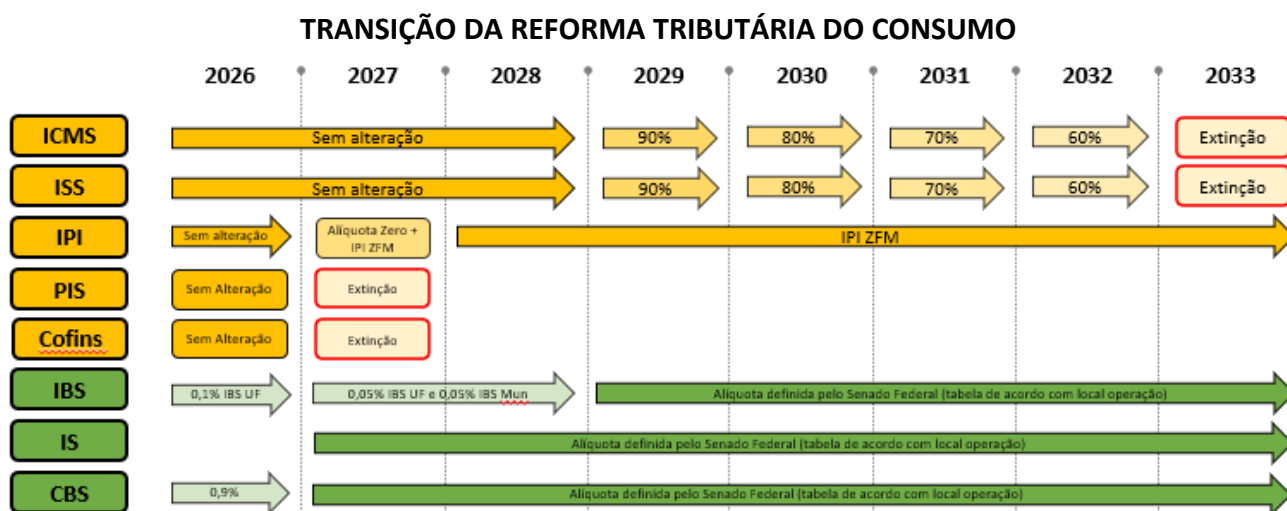 TRANSIÇÃO DA REFORMA TRIBUTÁRIA DO CONSUMO
2026 2027 2028 2029 2030 2031 2032 2033
ICMS Sem alteração 90% 80% 70% 60% Extinção
ISS Sem alteração 90% 80% 70% 60% Extinção
IPI Sem alteração Alíquota Zero + IPI ZFM
IPI ZFM
PIS Sem Alteração Extinção
Cofins Sem Alteração Extinção
IBS 0,1% IBS UF 0,05% IBS UF e 0,05% IBS Mun Alíquota definida pelo Senado Federal (tabela de acordo com local operação)
IS Alíquota definida pelo Senado Federal (tabela de acordo com local operação)
CBS 0,9% Alíquota definida pelo Senado Federal (tabela de acordo com local operação)